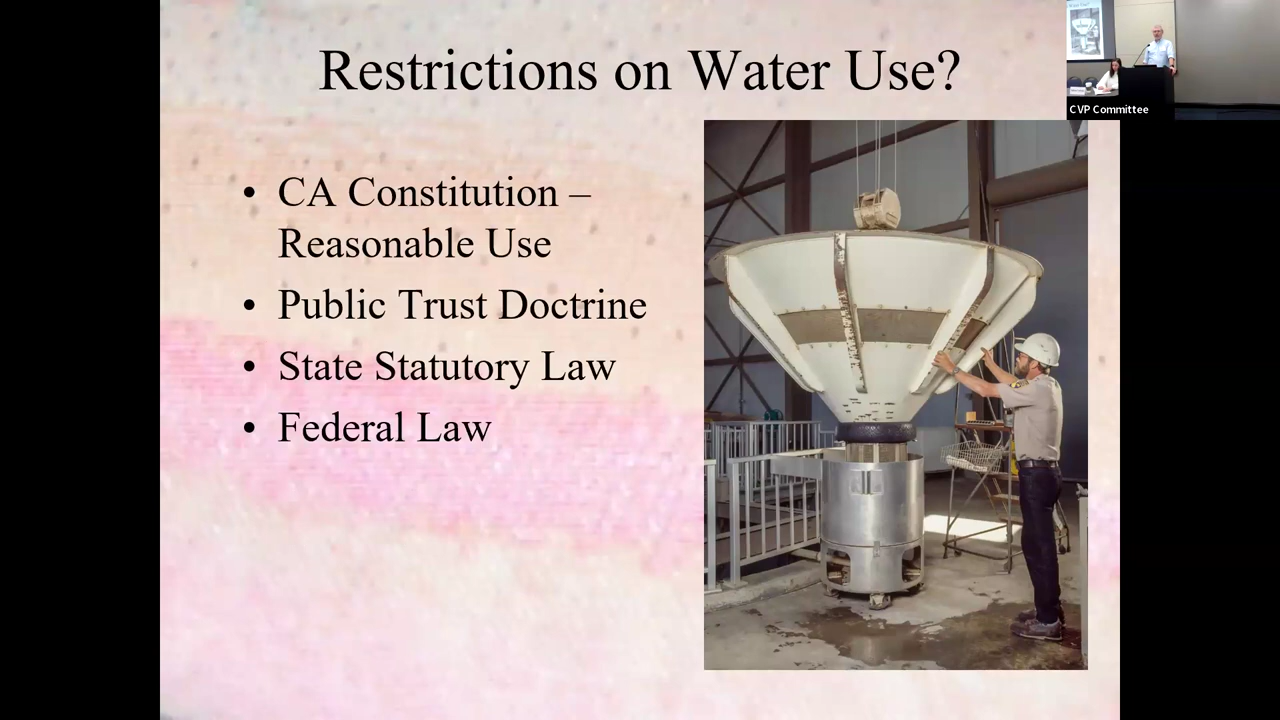 Restrictions on Water Use?
CVP Committee
• CA Constitution –
Reasonable Use
• Public Trust Doctrine
• State Statutory Law
• Federal Law